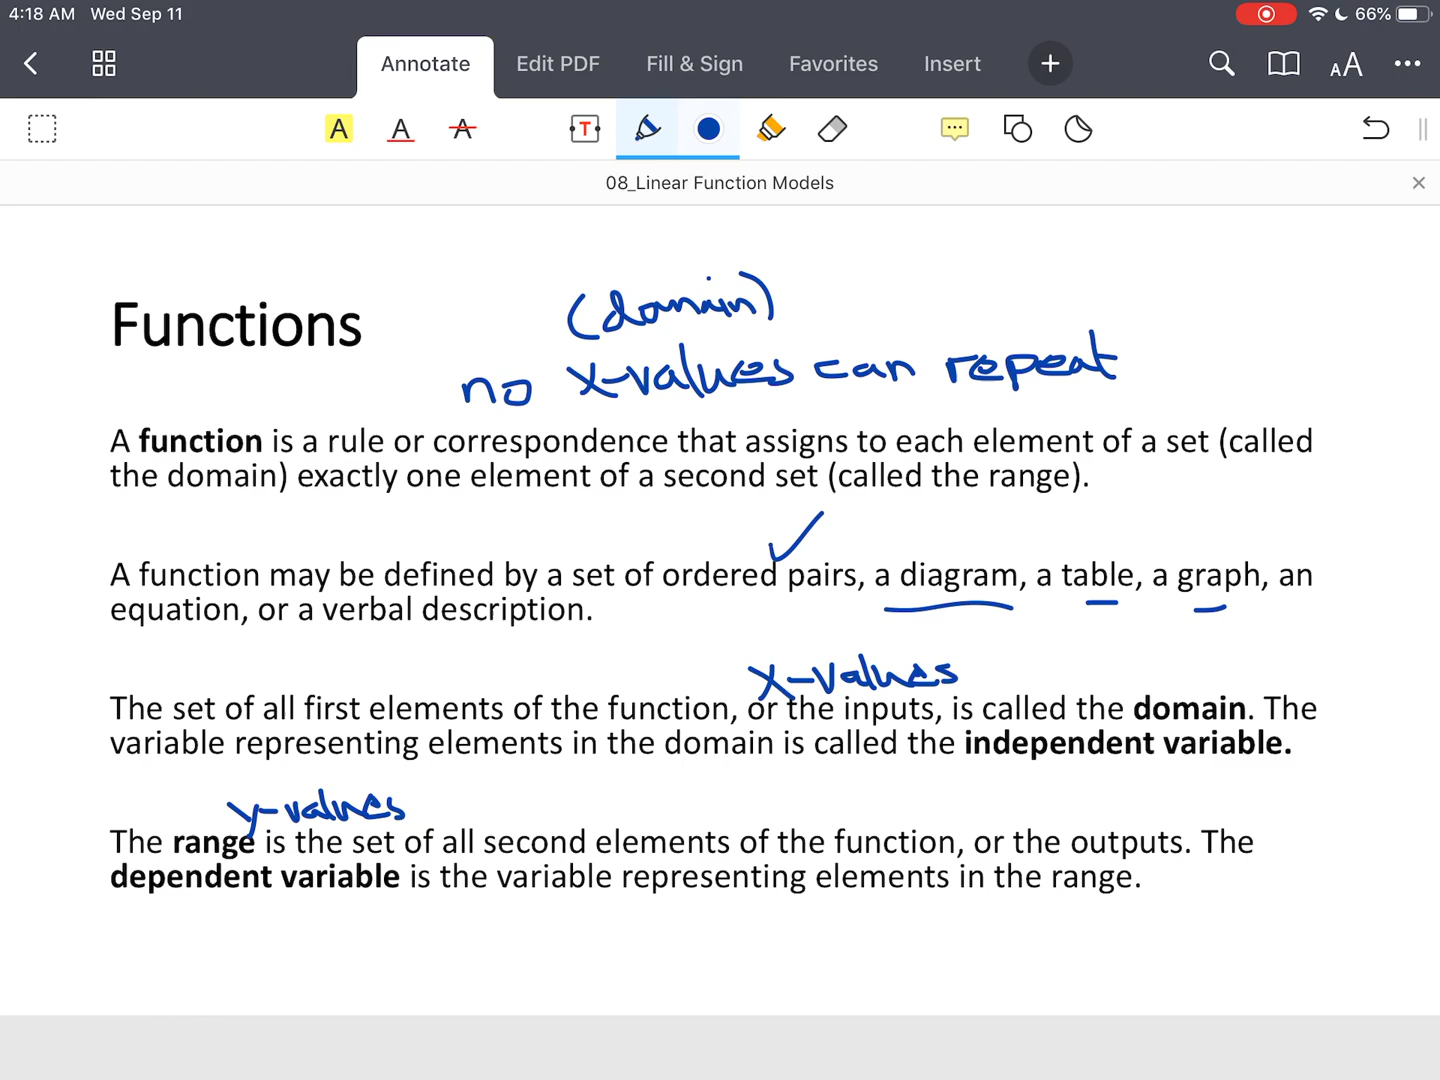 4:18 AM Wed Sep 11 66%
Annotate Edit PDF Fill & Sign Favorites Insert
08_Linear Function Models
(domain)
Functions
no x-values can repeat
A function is a rule or correspondence that assigns to each element of a set (called
the domain) exactly one element of a second set (called the range).
A function may be defined by a set of ordered pairs, a diagram, a table, a graph, an
equation, or a verbal description.
x-values
The set of all first elements of the function, or the inputs, is called the domain. The
variable representing elements in the domain is called the independent variable.
y-values
The range is the set of all second elements of the function, or the outputs. The
dependent variable is the variable representing elements in the range.